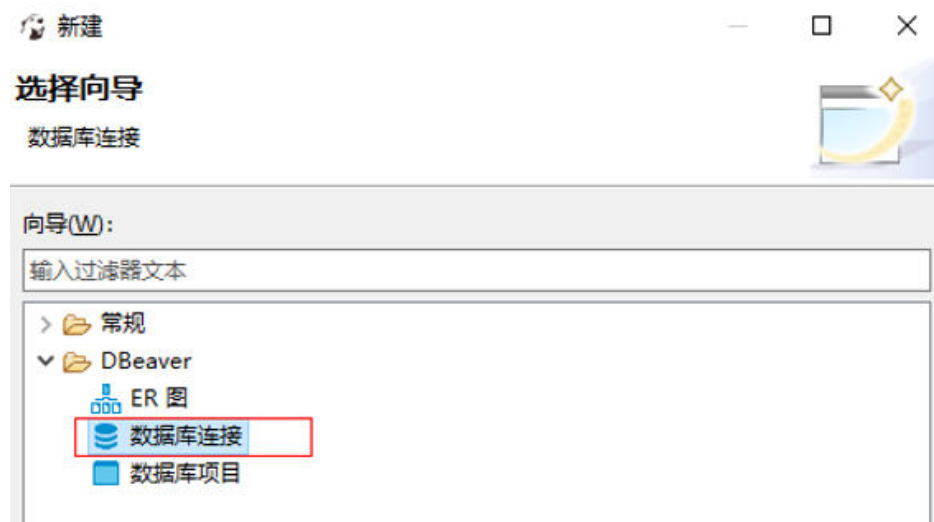 新建
选择向导
数据库连接
向导(W):
输入过滤器文本
常规
DBeaver
ER 图
数据库连接
数据库项目